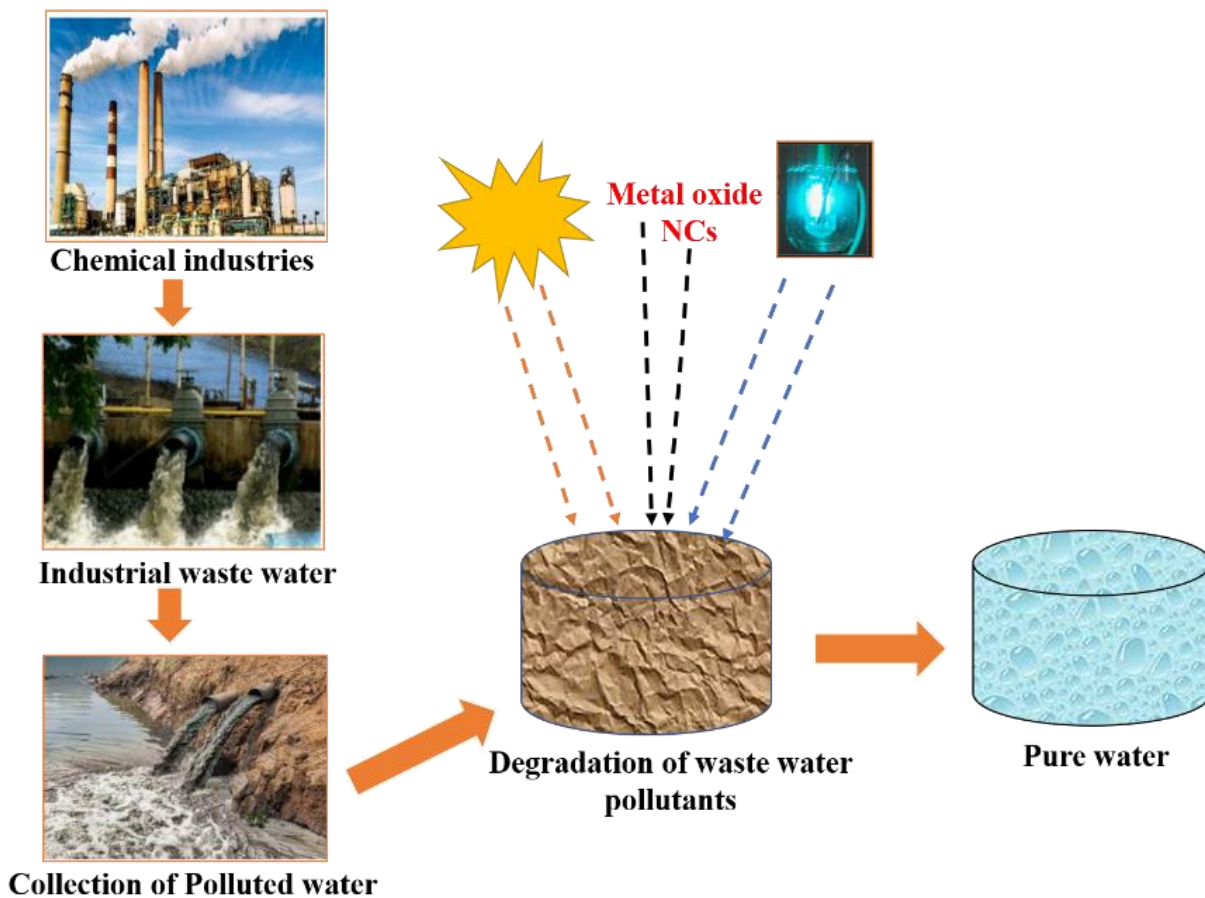 Chemical industries
Industrial waste water
Collection of Polluted water
Metal oxide
NCs
Degradation of waste water
pollutants
Pure water